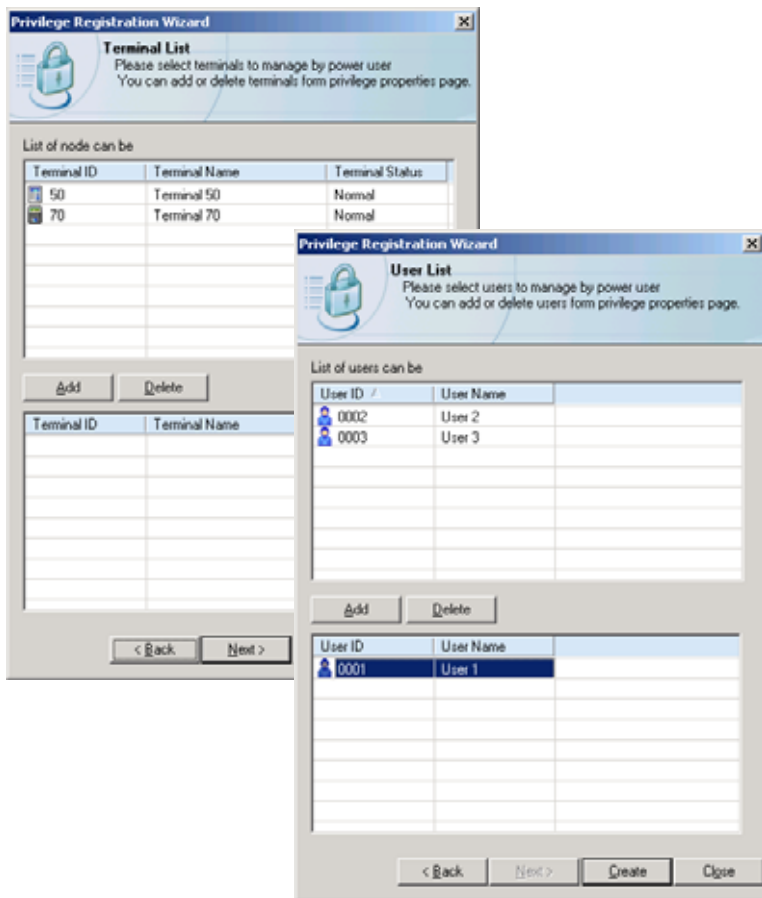 Privilege Registration Wizard
Terminal List
Please select terminals to manage by power user
You can add or delete terminals form privilege properties page.
List of node can be
Terminal ID Terminal Name Terminal Status
50 Terminal 50 Normal
70 Terminal 70 Normal
Add Delete
Terminal ID Terminal Name
< Back Next >
Privilege Registration Wizard
User List
Please select users to manage by power user
You can add or delete users form privilege properties page.
List of users can be
User ID User Name
0002 User 2
0003 User 3
Add Delete
User ID User Name
0001 User 1
< Back Next > Create Close